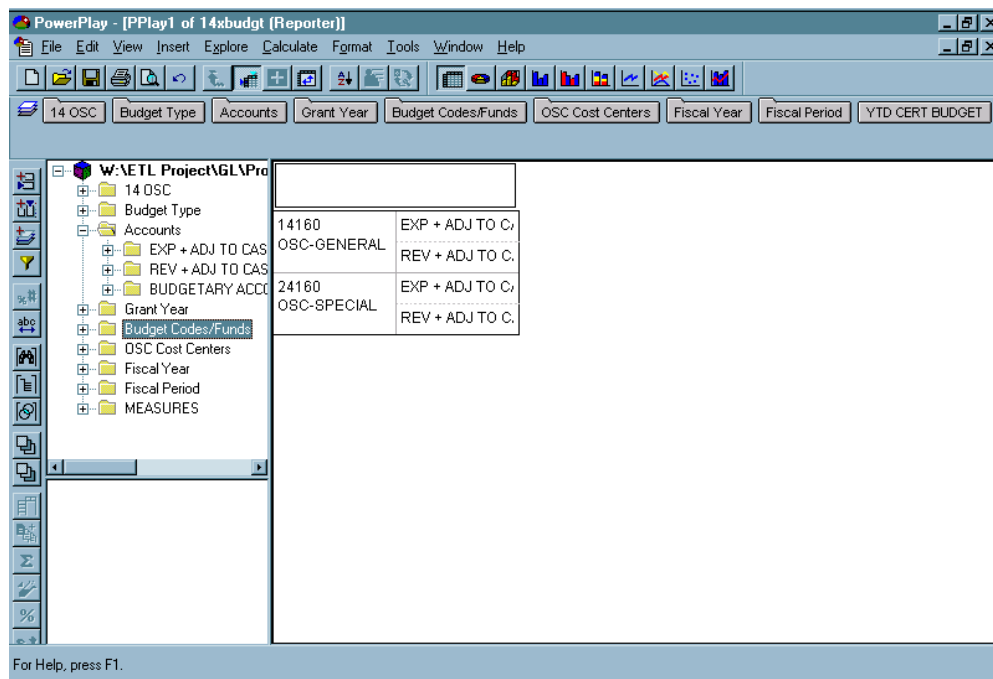 PowerPlay - [PPlay1 of 14xbudgt (Reporter)]
File Edit View Insert Explore Calculate Format Tools Window Help
14 OSC Budget Type Accounts Grant Year Budget Codes/Funds OSC Cost Centers Fiscal Year Fiscal Period YTD CERT BUDGET
W:\ETL Project\GL\Pro
14 OSC
Budget Type
Accounts
EXP + ADJ TO CAS
REV + ADJ TO CAS
BUDGETARY ACCO
Grant Year
Budget Codes/Funds
OSC Cost Centers
Fiscal Year
Fiscal Period
MEASURES
14160 EXP + ADJ TO C
OSC-GENERAL
REV + ADJ TO C
24160 EXP + ADJ TO C
OSC-SPECIAL
REV + ADJ TO C
abc
%
For Help, press F1.